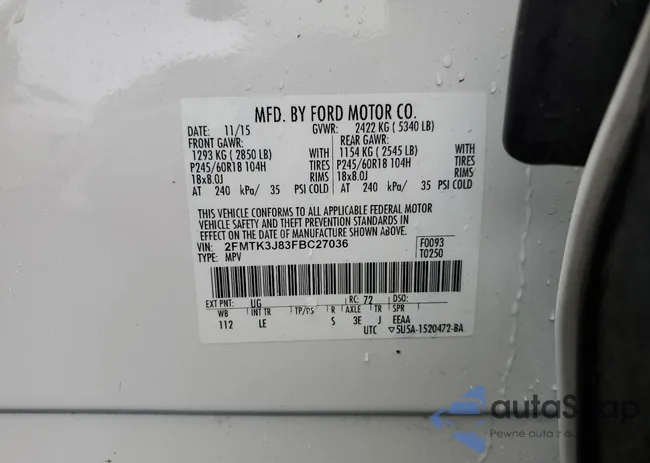 MFD. BY FORD MOTOR CO.
DATE: 11/15 GVWR: 2422 KG ( 5340 LB)
FRONT GAWR: REAR GAWR:
1293 KG ( 2850 LB) WITH 1154 KG ( 2545 LB) WITH
P245/60R18 104H TIRES P245/60R18 104H TIRES
18x8.0J RIMS 18x8.0J RIMS
AT 240 kPa/ 35 PSI COLD AT 240 kPa/ 35 PSI COLD
THIS VEHICLE CONFORMS TO ALL APPLICABLE FEDERAL MOTOR
VEHICLE SAFETY AND THEFT PREVENTION STANDARDS IN
EFFECT ON THE DATE OF MANUFACTURE SHOWN ABOVE.
VIN: 2FMTK3J83FBC27036 F0093
TYPE: MPV T0250
EXT PNT: UG RC: 72 DSO:
WB INT TR TP/PS R AXLE TR SPR
112 LE S 3E J EEAA
UTC 5U5A-1520472-BA
autoSnap
Pewne auta z